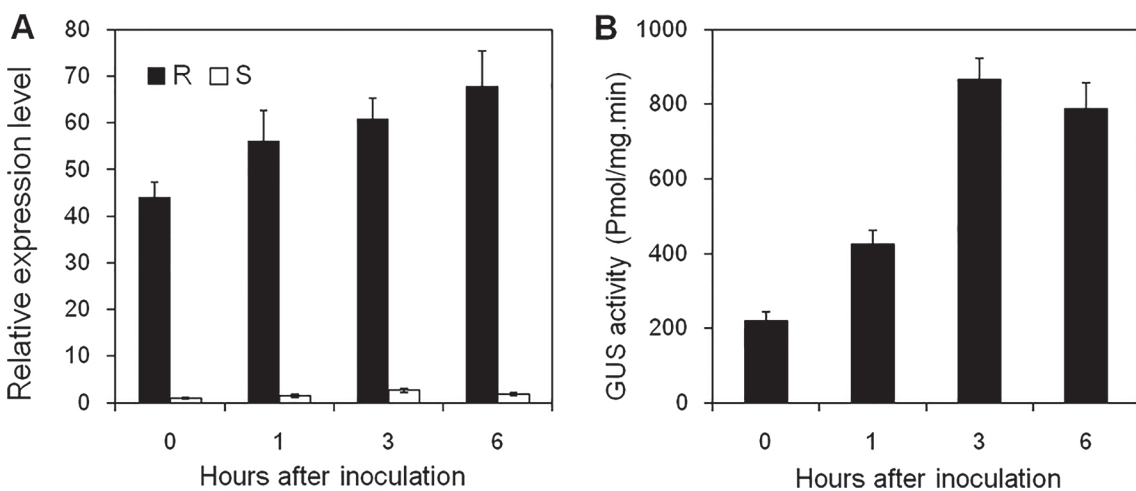 A
Relative expression level
80
70
60
50
40
30
20
10
0
R S
0 1 3 6
Hours after inoculation
B
GUS activity (Pmol/mg.min)
1000
800
600
400
200
0
0 1 3 6
Hours after inoculation